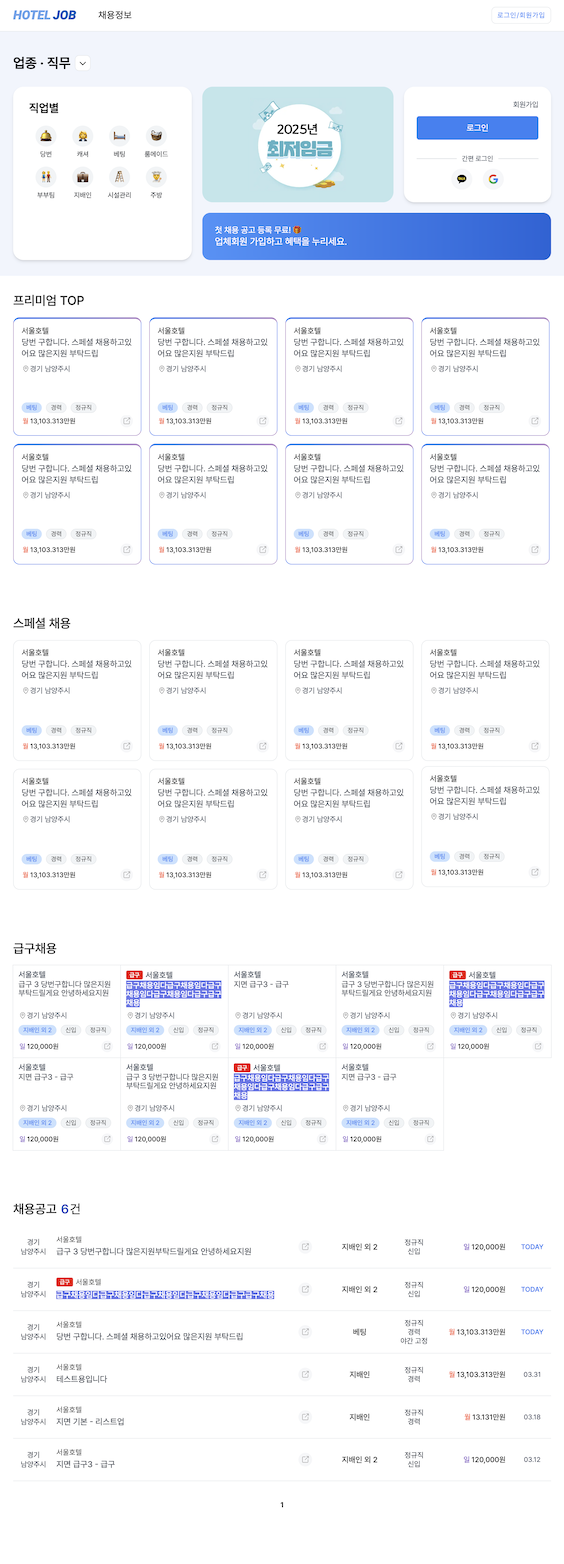 HOTEL JOB
채용정보
로그인/회원가입
업종 · 직무
직업별
당번
캐셔
베팅
룸메이드
부부팀
지배인
시설관리
주방
2025년
최저임금
회원가입
로그인
간편 로그인
첫 채용 공고 등록 무료! 🎁
업체회원 가입하고 혜택을 누리세요.
프리미엄 TOP
서울호텔
당번 구합니다. 스페셜 채용하고있
어요 많은지원 부탁드립
경기 남양주시
베팅 경력 정규직
월 13,103.313만원
서울호텔
당번 구합니다. 스페셜 채용하고있
어요 많은지원 부탁드립
경기 남양주시
베팅 경력 정규직
월 13,103.313만원
서울호텔
당번 구합니다. 스페셜 채용하고있
어요 많은지원 부탁드립
경기 남양주시
베팅 경력 정규직
월 13,103.313만원
서울호텔
당번 구합니다. 스페셜 채용하고있
어요 많은지원 부탁드립
경기 남양주시
베팅 경력 정규직
월 13,103.313만원
서울호텔
당번 구합니다. 스페셜 채용하고있
어요 많은지원 부탁드립
경기 남양주시
베팅 경력 정규직
월 13,103.313만원
서울호텔
당번 구합니다. 스페셜 채용하고있
어요 많은지원 부탁드립
경기 남양주시
베팅 경력 정규직
월 13,103.313만원
서울호텔
당번 구합니다. 스페셜 채용하고있
어요 많은지원 부탁드립
경기 남양주시
베팅 경력 정규직
월 13,103.313만원
서울호텔
당번 구합니다. 스페셜 채용하고있
어요 많은지원 부탁드립
경기 남양주시
베팅 경력 정규직
월 13,103.313만원
스페셜 채용
서울호텔
당번 구합니다. 스페셜 채용하고있
어요 많은지원 부탁드립
경기 남양주시
베팅 경력 정규직
월 13,103.313만원
서울호텔
당번 구합니다. 스페셜 채용하고있
어요 많은지원 부탁드립
경기 남양주시
베팅 경력 정규직
월 13,103.313만원
서울호텔
당번 구합니다. 스페셜 채용하고있
어요 많은지원 부탁드립
경기 남양주시
베팅 경력 정규직
월 13,103.313만원
서울호텔
당번 구합니다. 스페셜 채용하고있
어요 많은지원 부탁드립
경기 남양주시
베팅 경력 정규직
월 13,103.313만원
서울호텔
당번 구합니다. 스페셜 채용하고있
어요 많은지원 부탁드립
경기 남양주시
베팅 경력 정규직
월 13,103.313만원
서울호텔
당번 구합니다. 스페셜 채용하고있
어요 많은지원 부탁드립
경기 남양주시
베팅 경력 정규직
월 13,103.313만원
서울호텔
당번 구합니다. 스페셜 채용하고있
어요 많은지원 부탁드립
경기 남양주시
베팅 경력 정규직
월 13,103.313만원
서울호텔
당번 구합니다. 스페셜 채용하고있
어요 많은지원 부탁드립
경기 남양주시
베팅 경력 정규직
월 13,103.313만원
급구채용
서울호텔
급구 3 당번구합니다 많은지원
부탁드릴게요 안녕하세요지원
경기 남양주시
지배인 외 2 신입 정규직
일 120,000원
급구 서울호텔
급구채용임다급구채용임다급구
채용임다급구채용임다급구급구
채용
경기 남양주시
지배인 외 2 신입 정규직
일 120,000원
서울호텔
지면 급구3 - 급구
경기 남양주시
지배인 외 2 신입 정규직
일 120,000원
서울호텔
급구 3 당번구합니다 많은지원
부탁드릴게요 안녕하세요지원
경기 남양주시
지배인 외 2 신입 정규직
일 120,000원
급구 서울호텔
급구채용임다급구채용임다급구
채용임다급구채용임다급구급구
채용
경기 남양주시
지배인 외 2 신입 정규직
일 120,000원
서울호텔
지면 급구3 - 급구
경기 남양주시
지배인 외 2 신입 정규직
일 120,000원
서울호텔
급구 3 당번구합니다 많은지원
부탁드릴게요 안녕하세요지원
경기 남양주시
지배인 외 2 신입 정규직
일 120,000원
급구 서울호텔
급구채용임다급구채용임다급구
채용임다급구채용임다급구급구
채용
경기 남양주시
지배인 외 2 신입 정규직
일 120,000원
서울호텔
지면 급구3 - 급구
경기 남양주시
지배인 외 2 신입 정규직
일 120,000원
채용공고 6건
경기
남양주시
서울호텔
급구 3 당번구합니다 많은지원부탁드릴게요 안녕하세요지원
지배인 외 2
정규직
신입
일 120,000원
TODAY
경기
남양주시
급구 서울호텔
급구채용임다급구채용임다급구채용임다급구채용임다급구급구채용
지배인 외 2
정규직
신입
일 120,000원
TODAY
경기
남양주시
서울호텔
당번 구합니다. 스페셜 채용하고있어요 많은지원 부탁드립
베팅
정규직
경력
야간 고정
월 13,103.313만원
TODAY
경기
남양주시
서울호텔
테스트용입니다
지배인
정규직
경력
월 13,103.313만원
03.31
경기
남양주시
서울호텔
지면 기본 - 리스트업
지배인
정규직
경력
월 13.131만원
03.18
경기
남양주시
서울호텔
지면 급구3 - 급구
지배인 외 2
정규직
신입
일 120,000원
03.12
1